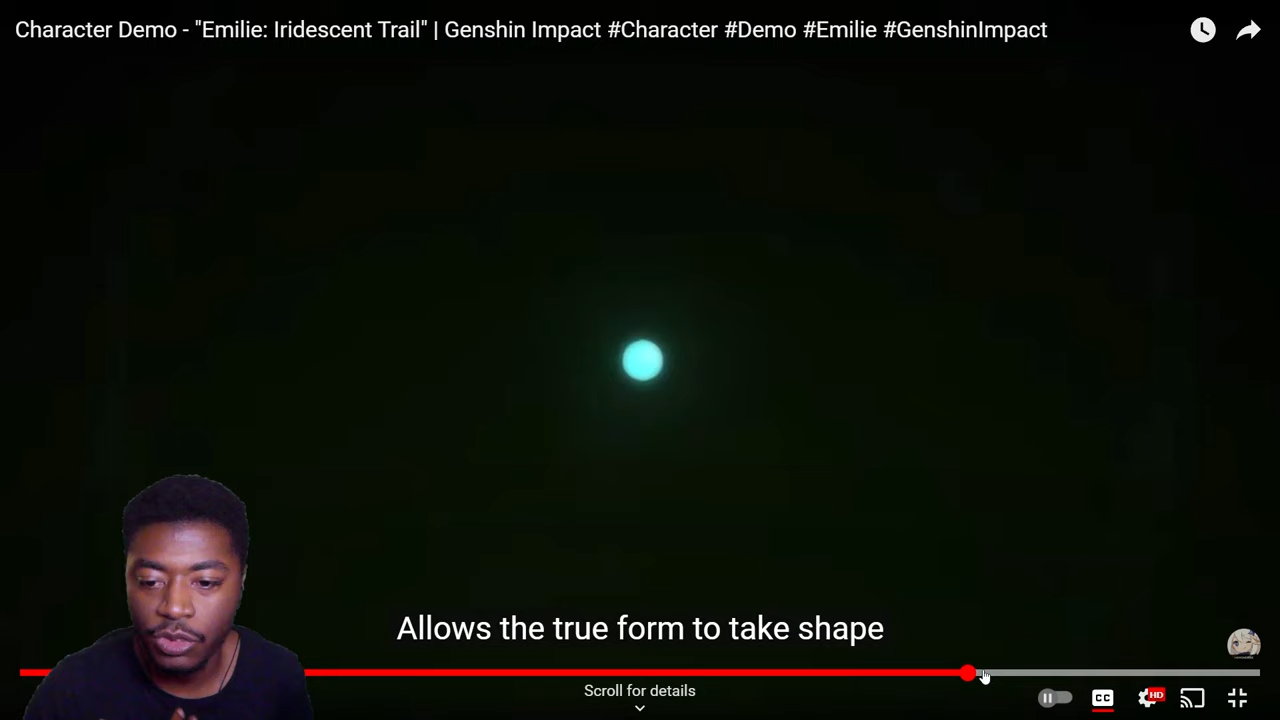 Character Demo - "Emilie: Iridescent Trail" | Genshin Impact #Character #Demo #Emilie #GenshinImpact
Allows the true form to take shape
Scroll for details
CC
HD